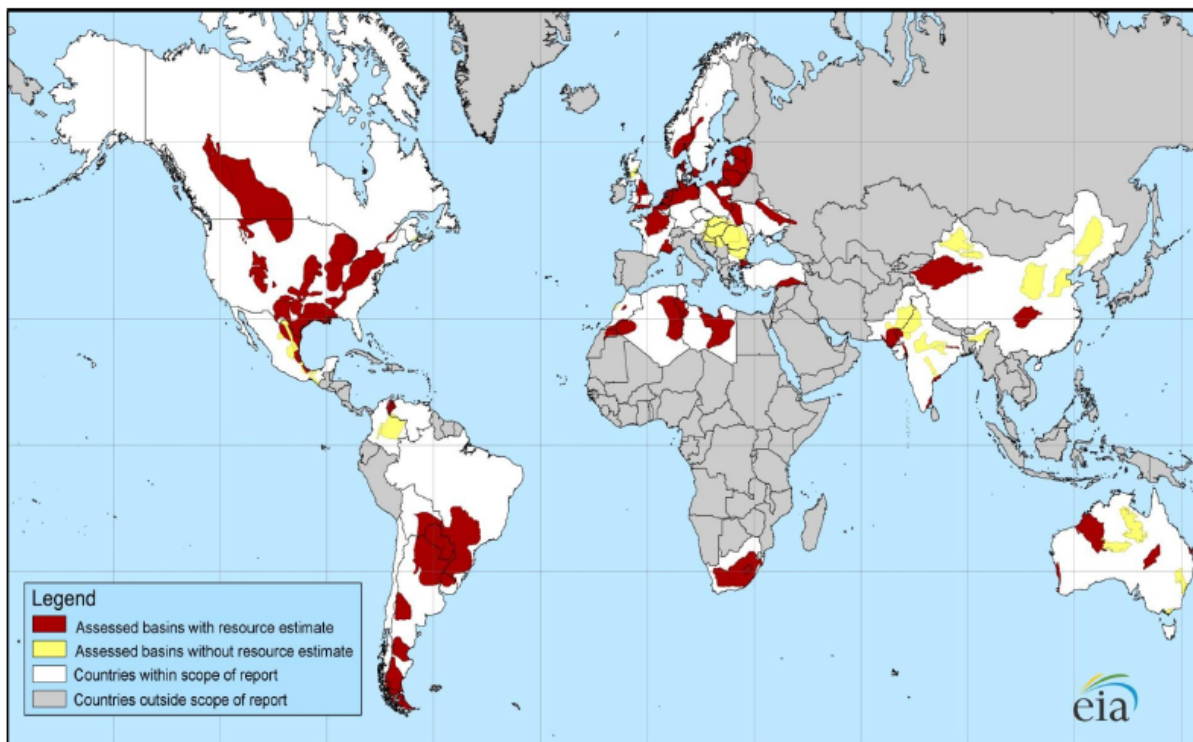 Legend
Assessed basins with resource estimate
Assessed basins without resource estimate
Countries within scope of report
Countries outside scope of report
eia